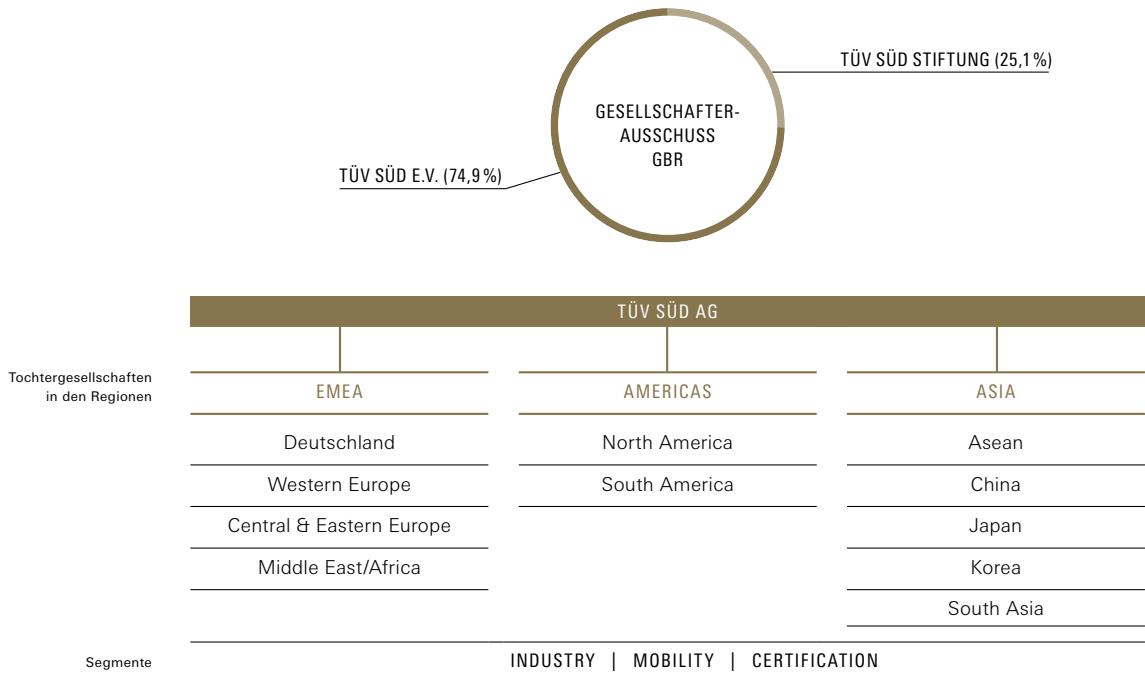 TÜV SÜD STIFTUNG (25,1 %)
GESELLSCHAFTER-
AUSSCHUSS
GBR
TÜV SÜD E.V. (74,9 %)
TÜV SÜD AG
Tochtergesellschaften
in den Regionen
EMEA
AMERICAS
ASIA
Deutschland
North America
Asean
Western Europe
South America
China
Central & Eastern Europe
Japan
Middle East/Africa
Korea
South Asia
Segmente
INDUSTRY | MOBILITY | CERTIFICATION